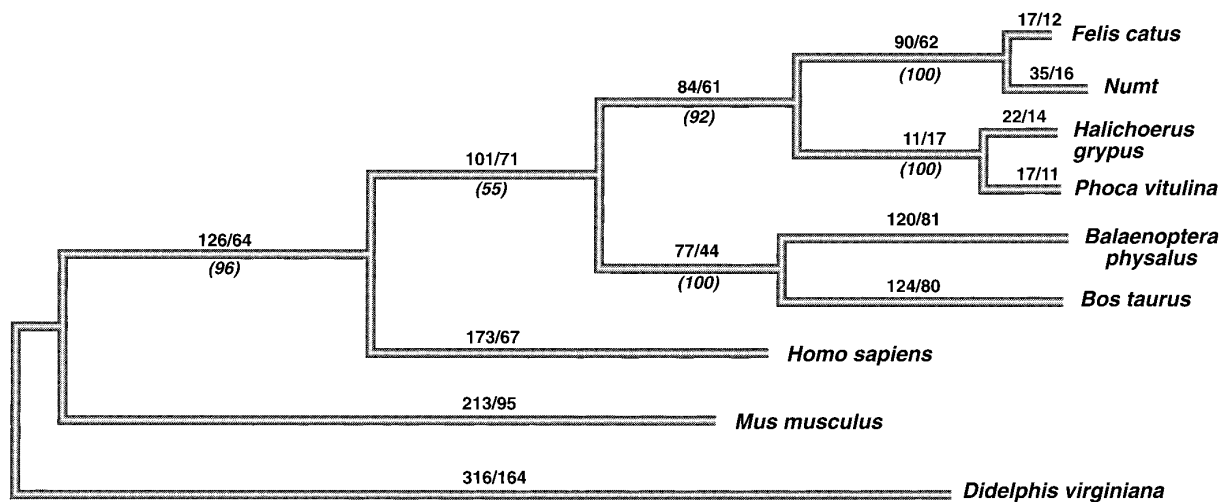 17/12
Felis catus
90/62
(100)
35/16
Numt
84/61
(92)
22/14
Halichoerus
grypus
11/17
(100)
17/11
Phoca vitulina
101/71
(55)
120/81
Balaenoptera
physalus
77/44
(100)
124/80
Bos taurus
126/64
(96)
173/67
Homo sapiens
213/95
Mus musculus
316/164
Didelphis virginiana